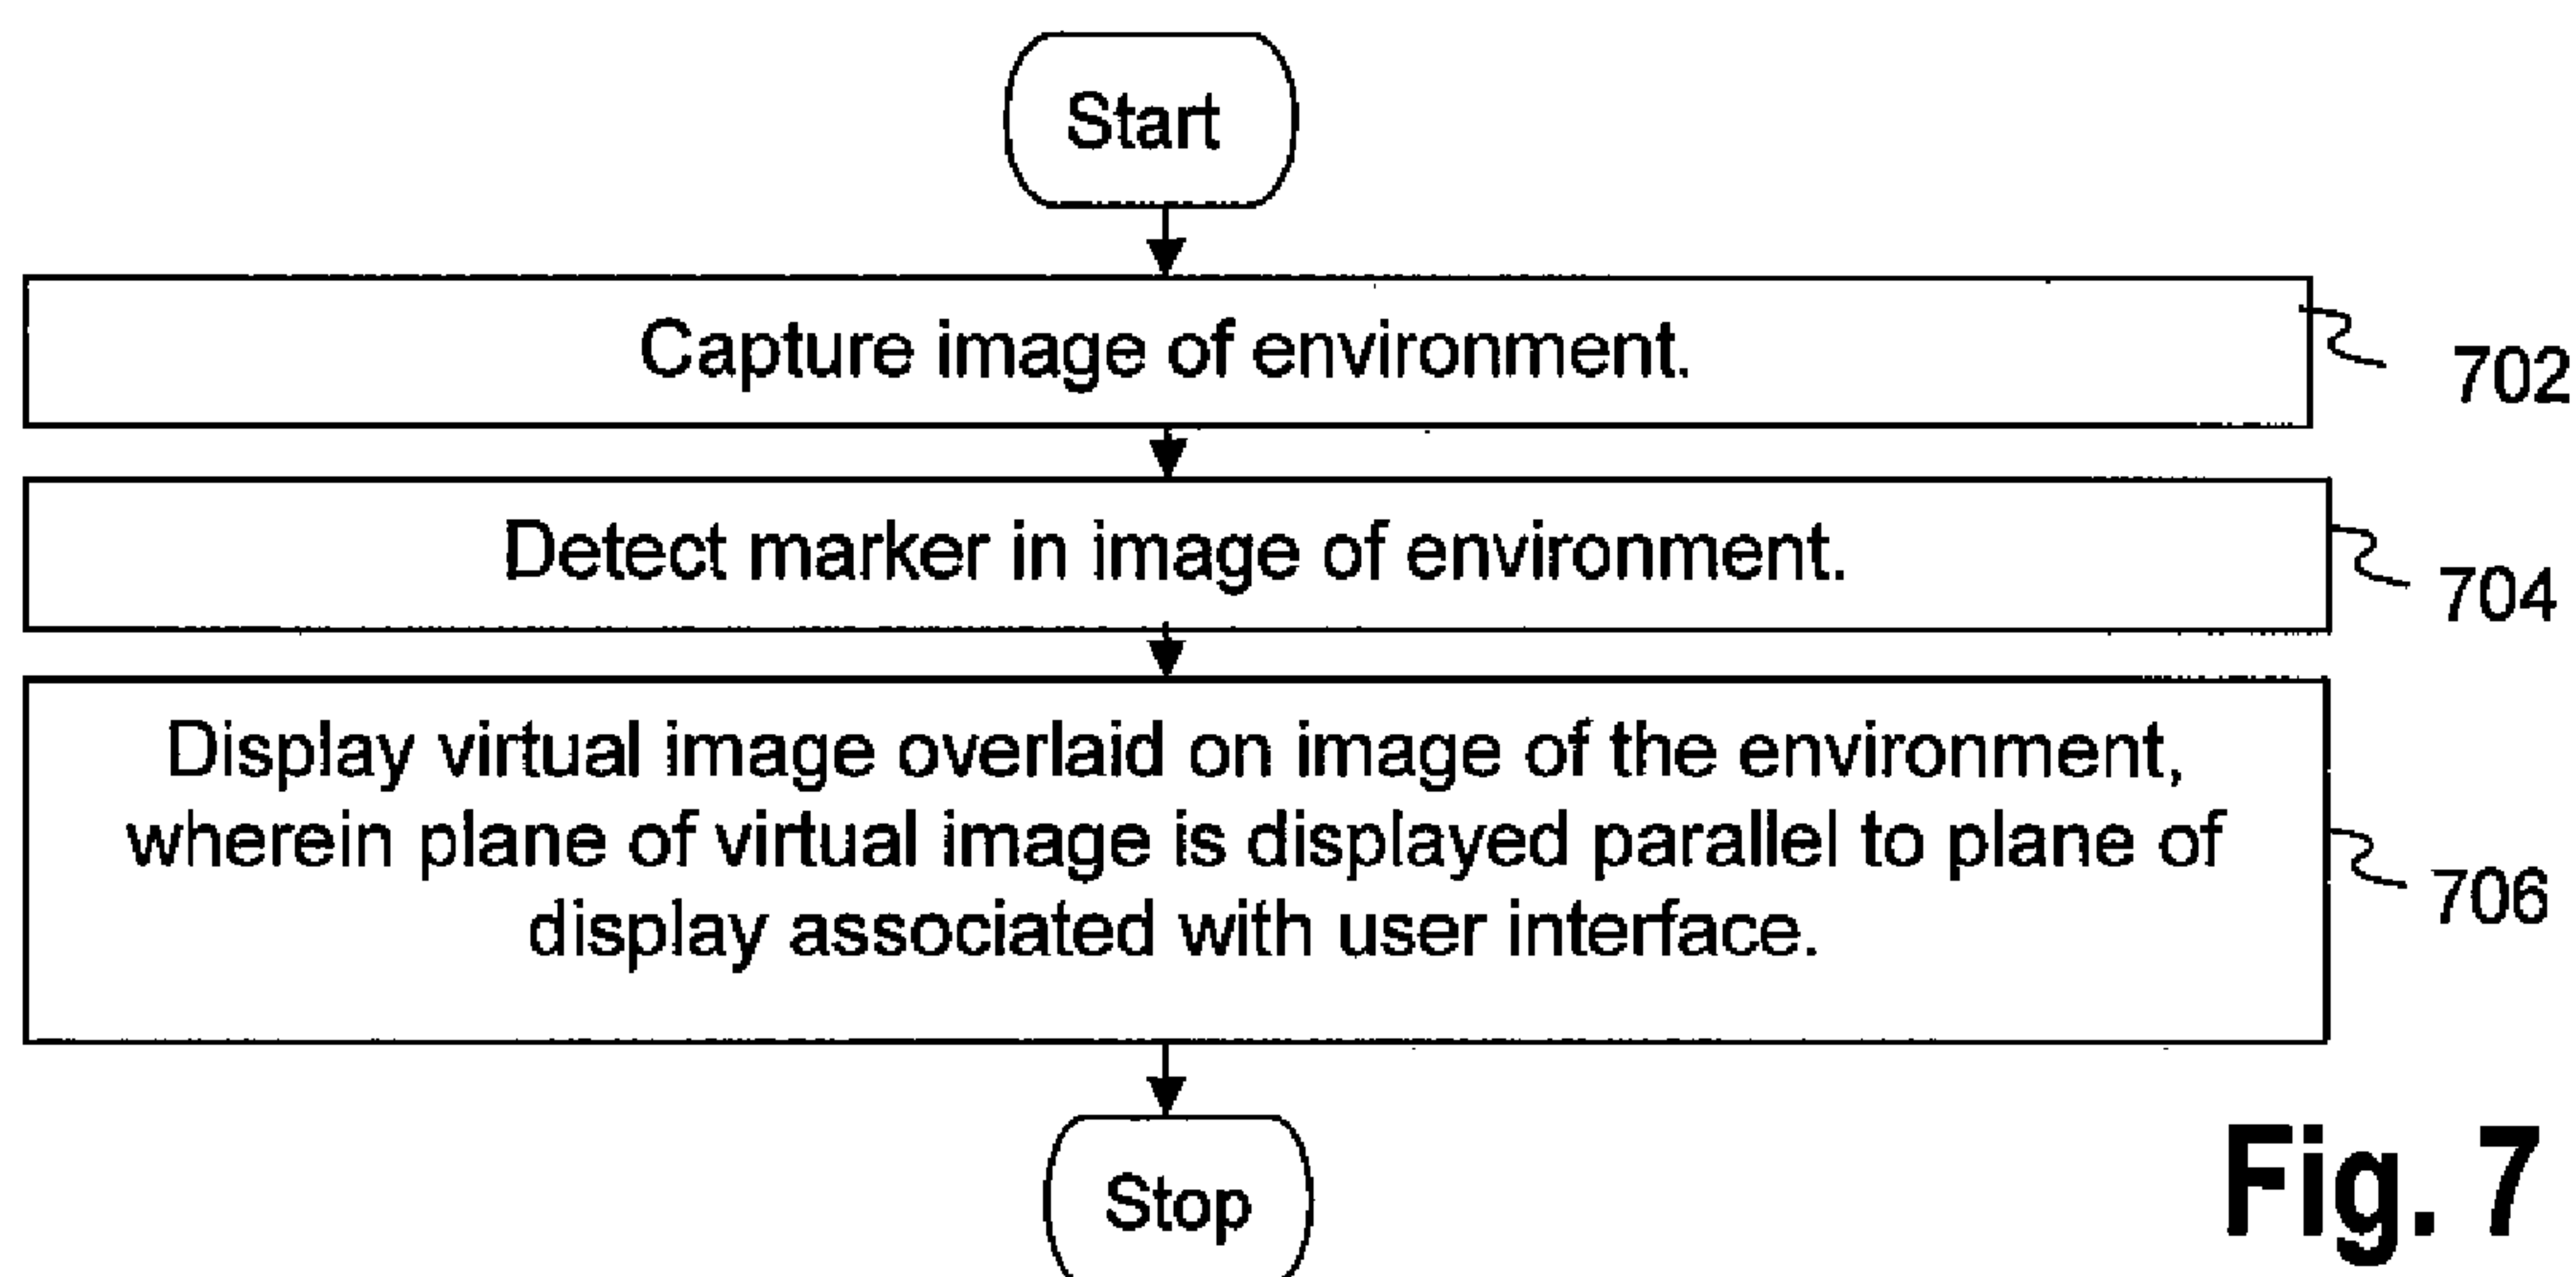 Start
Capture image of environment.
702
Detect marker in image of environment.
704
Display virtual image overlaid on image of the environment,
wherein plane of virtual image is displayed parallel to plane of
display associated with user interface.
706
Stop
Fig. 7